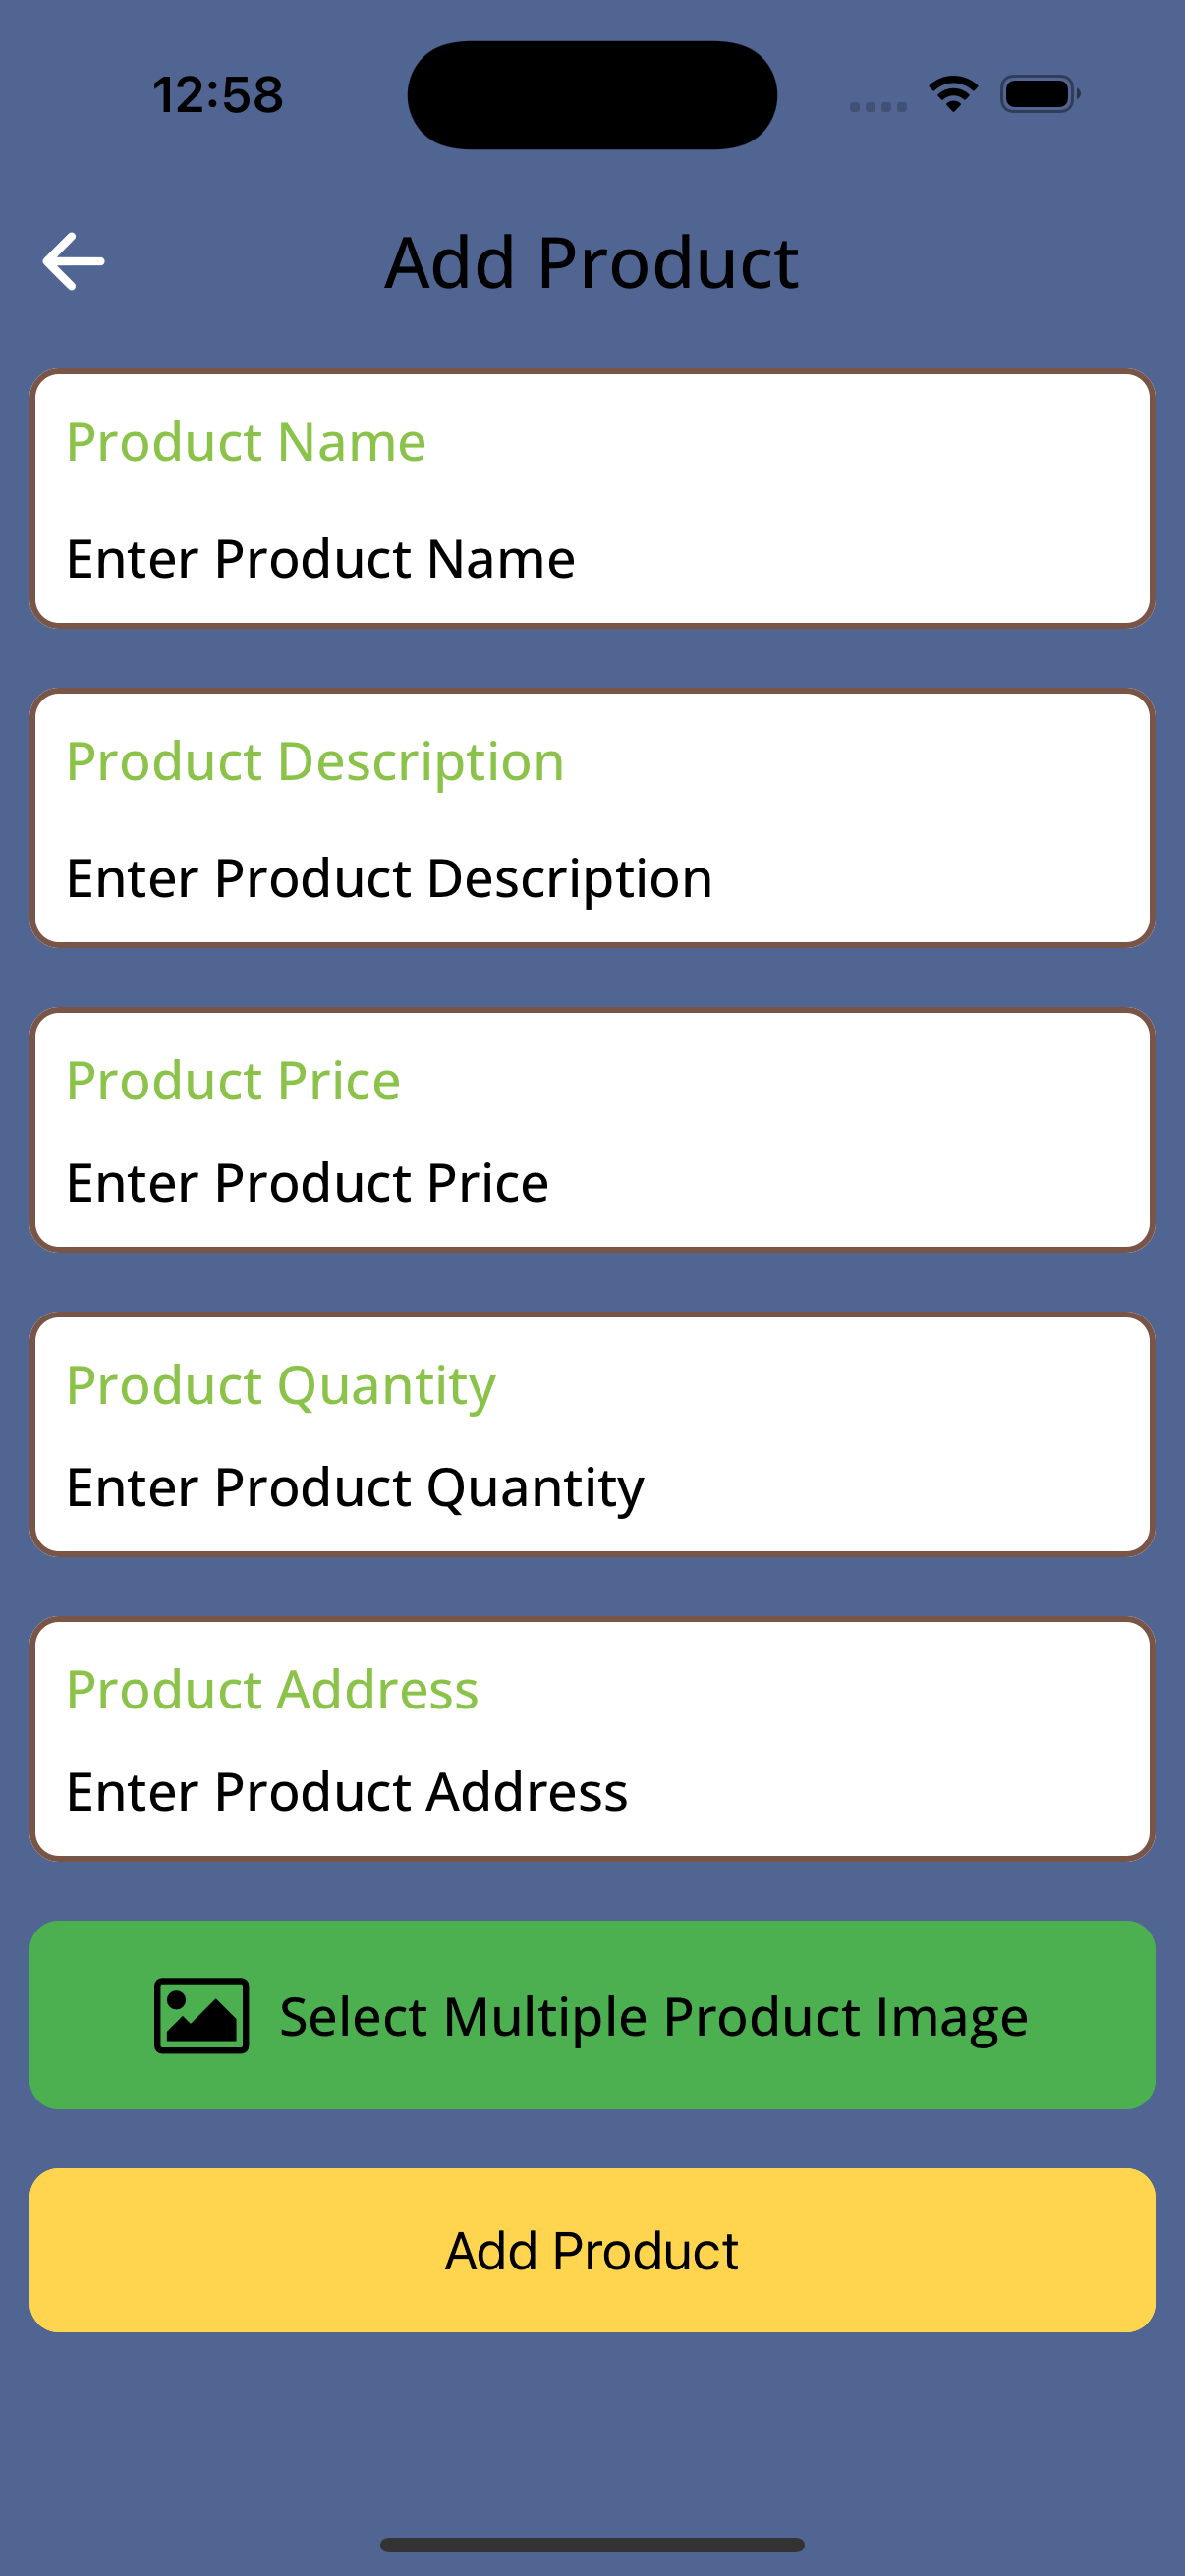 12:58
Add Product
Product Name
Enter Product Name
Product Description
Enter Product Description
Product Price
Enter Product Price
Product Quantity
Enter Product Quantity
Product Address
Enter Product Address
Select Multiple Product Image
Add Product